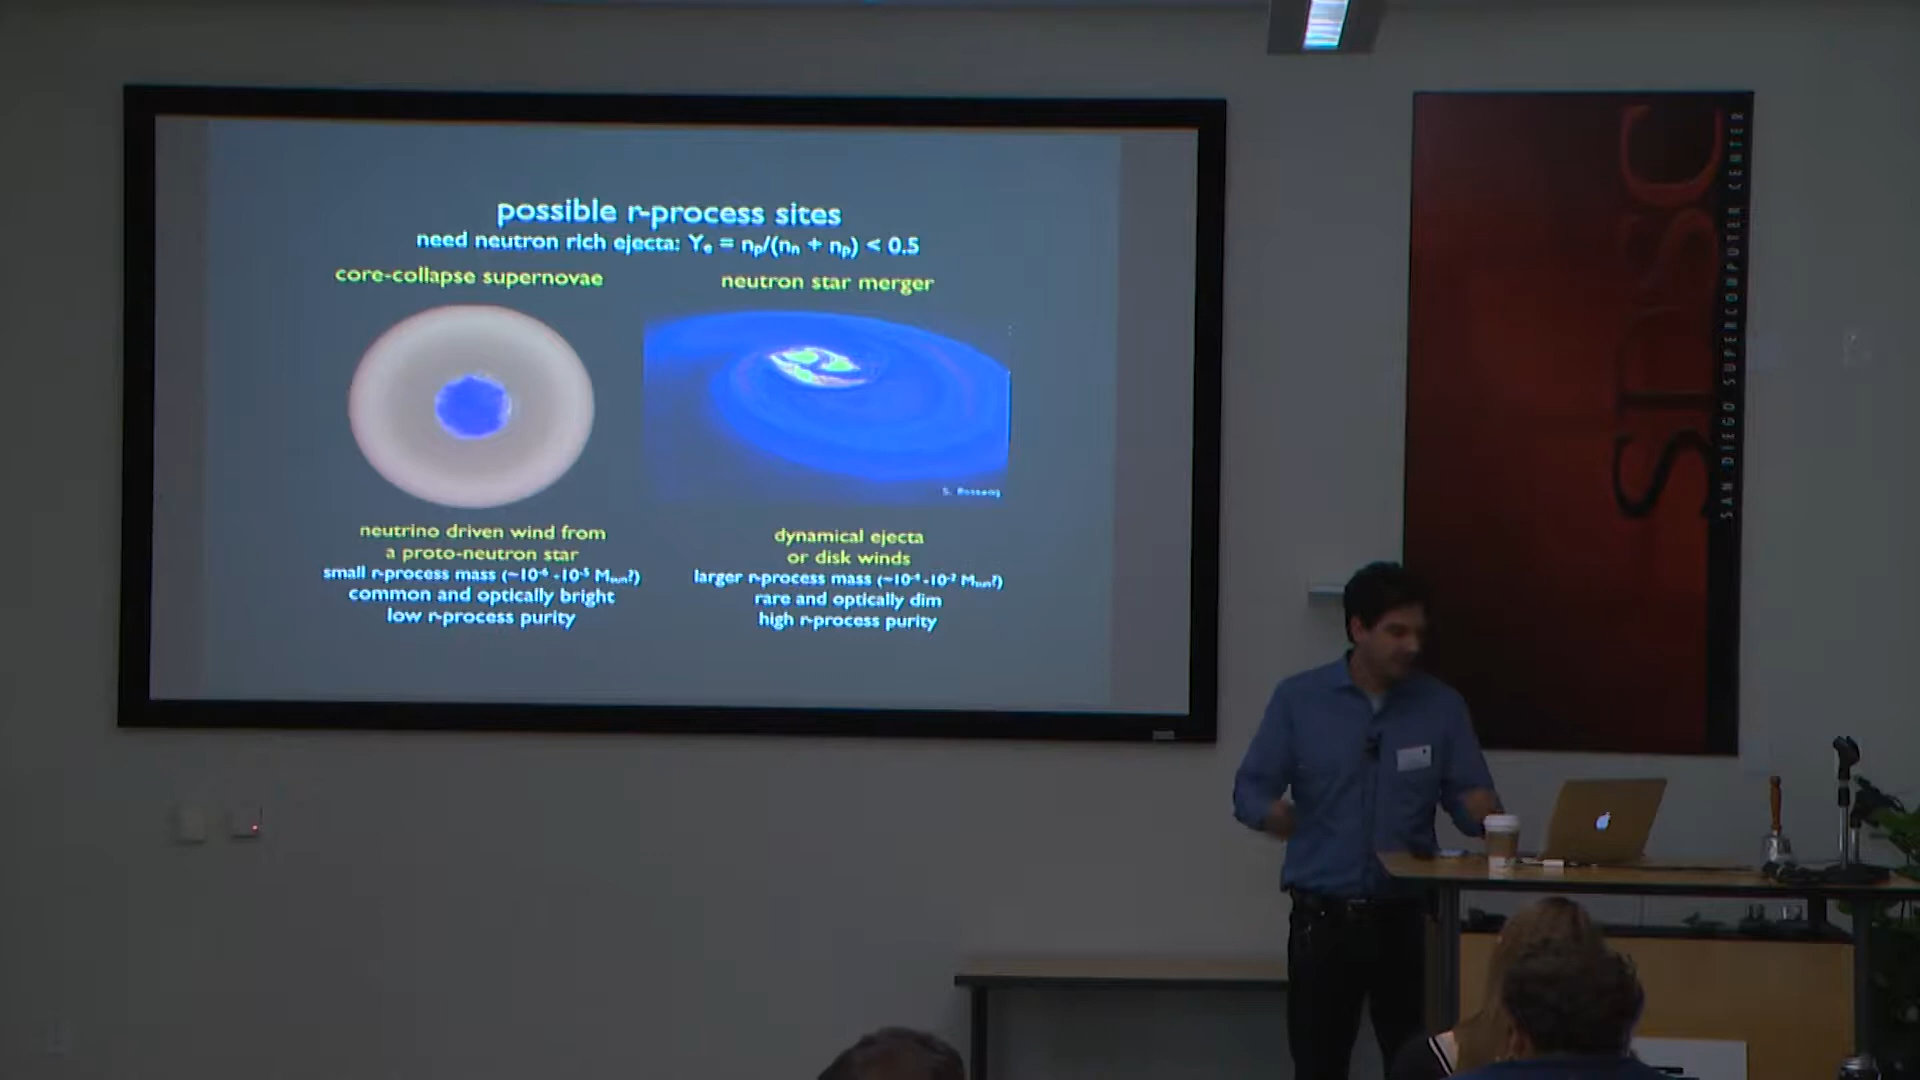 possible r-process sites
need neutron rich ejecta: Yₑ = nₚ/(nₙ + nₚ) < 0.5
core-collapse supernovae
neutron star merger
S. Rosswog
neutrino driven wind from
a proto-neutron star
small r-process mass (~10⁻⁶ -10⁻⁵ Mₛᵤₙ?)
common and optically bright
low r-process purity
dynamical ejecta
or disk winds
larger r-process mass (~10⁻⁴-10⁻² Mₛᵤₙ?)
rare and optically dim
high r-process purity
SDSC
SAN DIEGO SUPERCOMPUTER CENTER